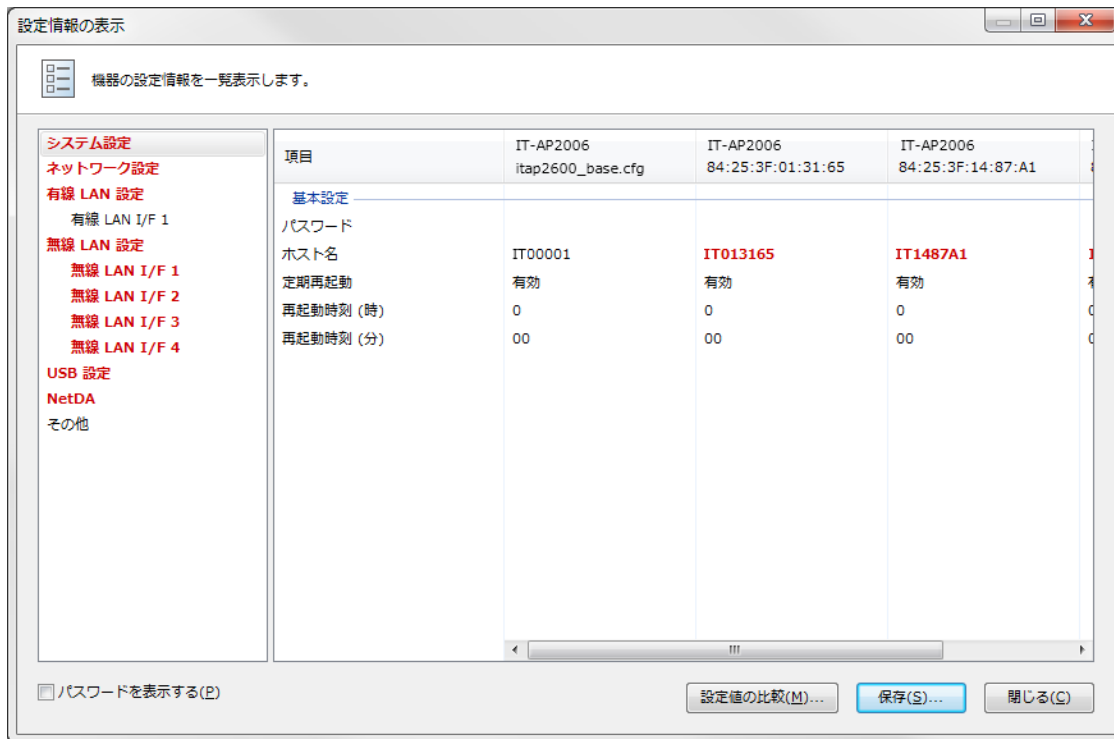 設定情報の表示
機器の設定情報を一覧表示します。
システム設定
ネットワーク設定
有線 LAN 設定
有線 LAN I/F 1
無線 LAN 設定
無線 LAN I/F 1
無線 LAN I/F 2
無線 LAN I/F 3
無線 LAN I/F 4
USB 設定
NetDA
その他
項目 IT-AP2006 IT-AP2006 IT-AP2006
itap2600_base.cfg 84:25:3F:01:31:65 84:25:3F:14:87:A1
基本設定
パスワード
ホスト名 IT00001 IT013165 IT1487A1
定期再起動 有効 有効 有効
再起動時刻 (時) 0 0 0
再起動時刻 (分) 00 00 00
パスワードを表示する(P)
設定値の比較(M)... 保存(S)... 閉じる(C)